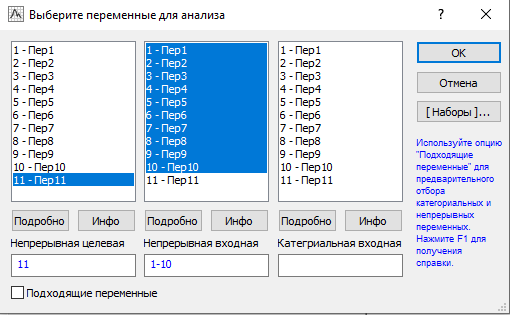 Выберите переменные для анализа
?
1 - Пер1
2 - Пер2
3 - Пер3
4 - Пер4
5 - Пер5
6 - Пер6
7 - Пер7
8 - Пер8
9 - Пер9
10 - Пер10
11 - Пер11
1 - Пер1
2 - Пер2
3 - Пер3
4 - Пер4
5 - Пер5
6 - Пер6
7 - Пер7
8 - Пер8
9 - Пер9
10 - Пер10
11 - Пер11
1 - Пер1
2 - Пер2
3 - Пер3
4 - Пер4
5 - Пер5
6 - Пер6
7 - Пер7
8 - Пер8
9 - Пер9
10 - Пер10
11 - Пер11
OK
Отмена
[ Наборы ]...
Используйте опцию
"Подходящие
переменные" для
предварительного
отбора
категориальных и
непрерывных
переменных.
Нажмите F1 для
получения
справки.
Подробно Инфо
Подробно Инфо
Подробно Инфо
Непрерывная целевая
11
Непрерывная входная
1-10
Категриальная входная
Подходящие переменные